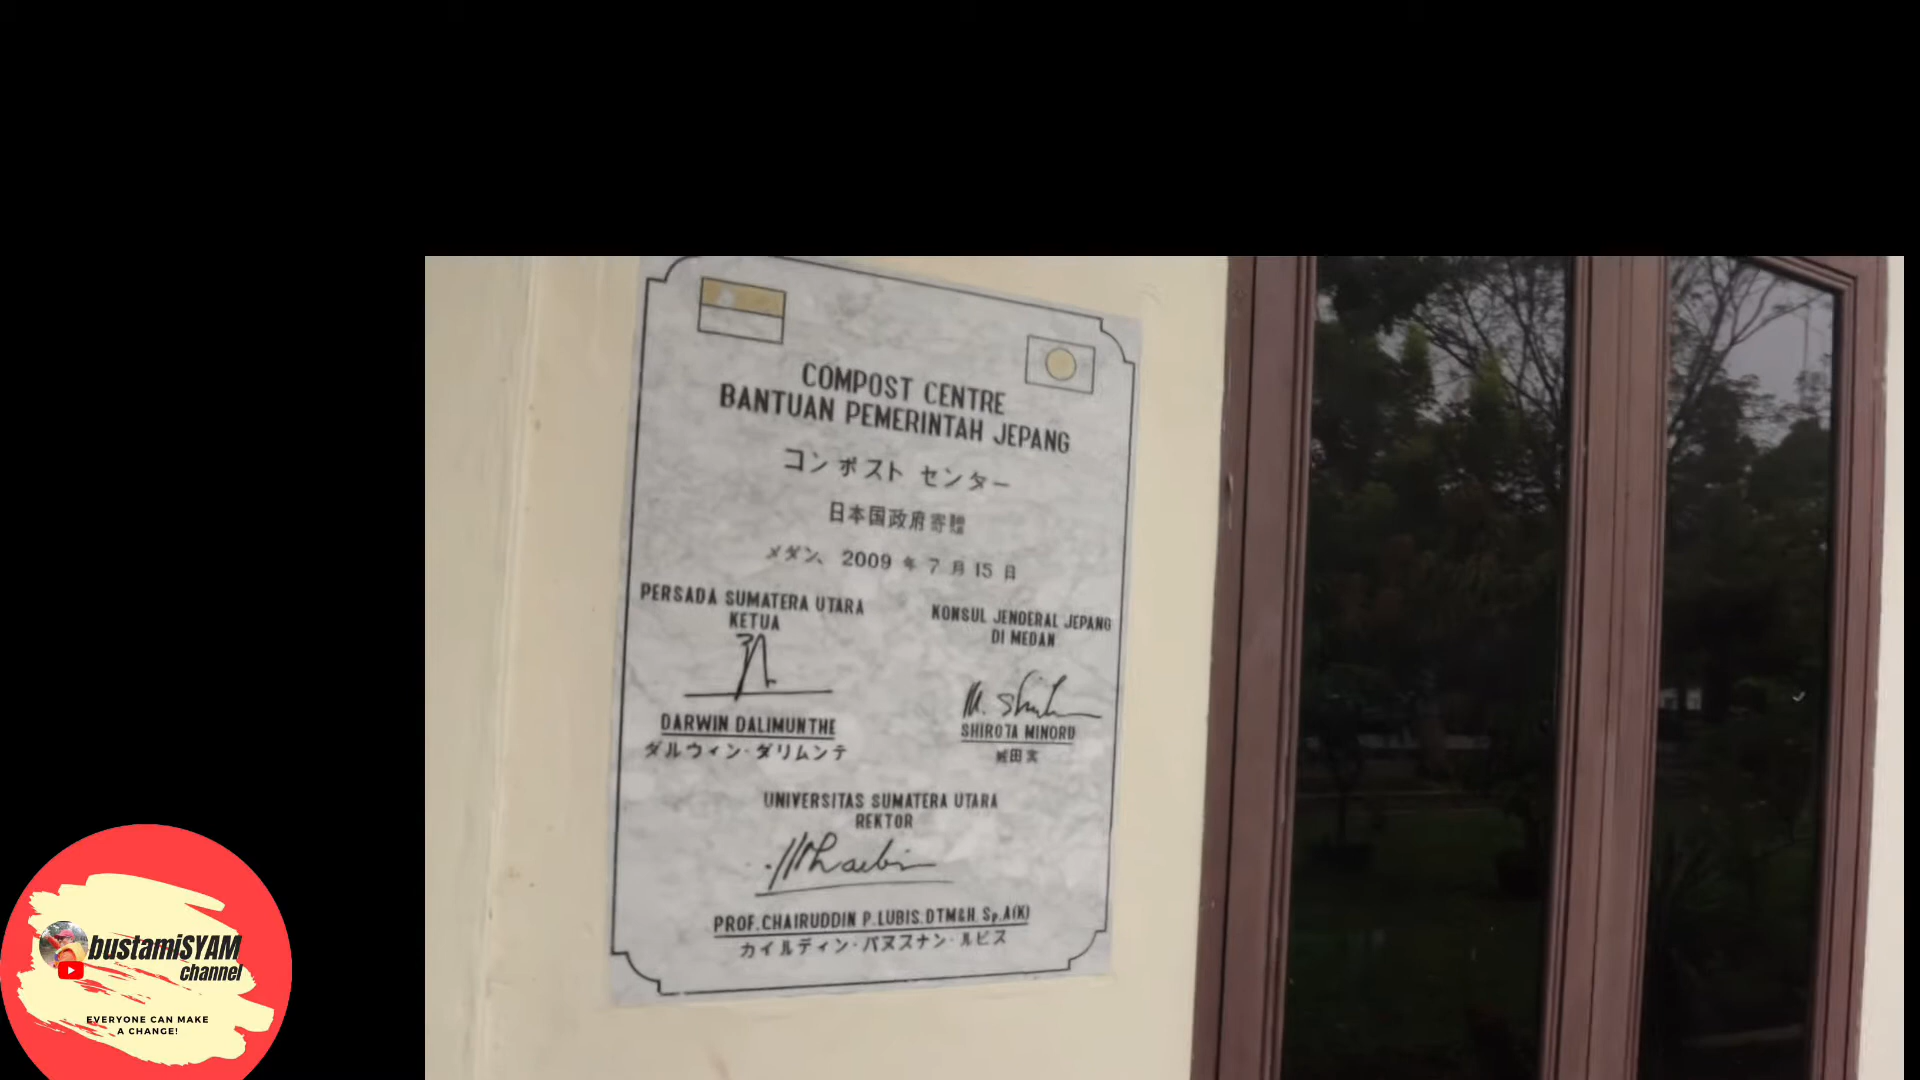 COMPOST CENTRE
BANTUAN PEMERINTAH JEPANG
コンポスト センター
日本国政府寄贈
メダン、2009 年 7 月 15 日
PERSADA SUMATERA UTARA
KETUA
DARWIN DALIMUNTHE
ダルウィン・ダリムンテ
KONSUL JENDERAL JEPANG
DI MEDAN
M. Shi
SHIROTA MINORU
城田実
UNIVERSITAS SUMATERA UTARA
REKTOR
PROF.CHAIRUDDIN P.LUBIS.DTM&H.Sp.A(K)
カイルディン・パヌスナン・ルビス
bustamiSYAM
channel
EVERYONE CAN MAKE
A CHANGE!